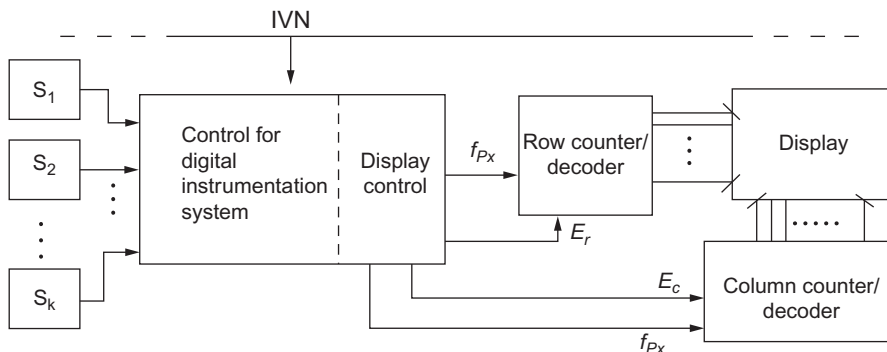 IVN
S1
S2
Sk
Control for
digital
instrumentation
system
Display
control
fPx
Er
Row counter/
decoder
Display
Ec
fPx
Column counter/
decoder